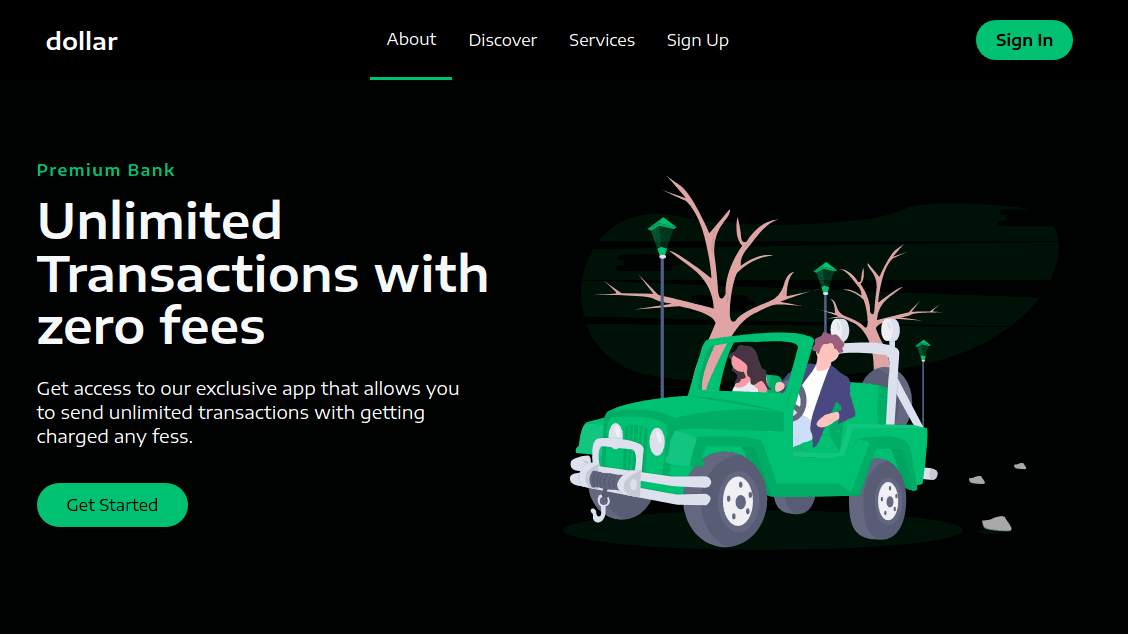 dollar
About
Discover
Services
Sign Up
Sign In
Premium Bank
Unlimited
Transactions with
zero fees
Get access to our exclusive app that allows you
to send unlimited transactions with getting
charged any fess.
Get Started